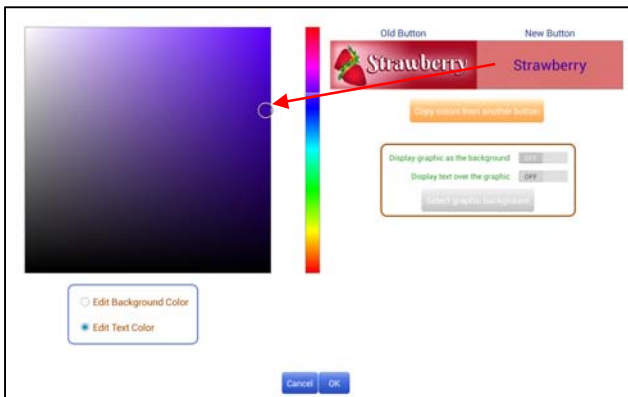 Old Button New Button
Strawberry Strawberry
Copy colors from another button
Display graphic as the background OFF
Display text over the graphic OFF
Select graphic background
Edit Background Color
Edit Text Color
Cancel OK